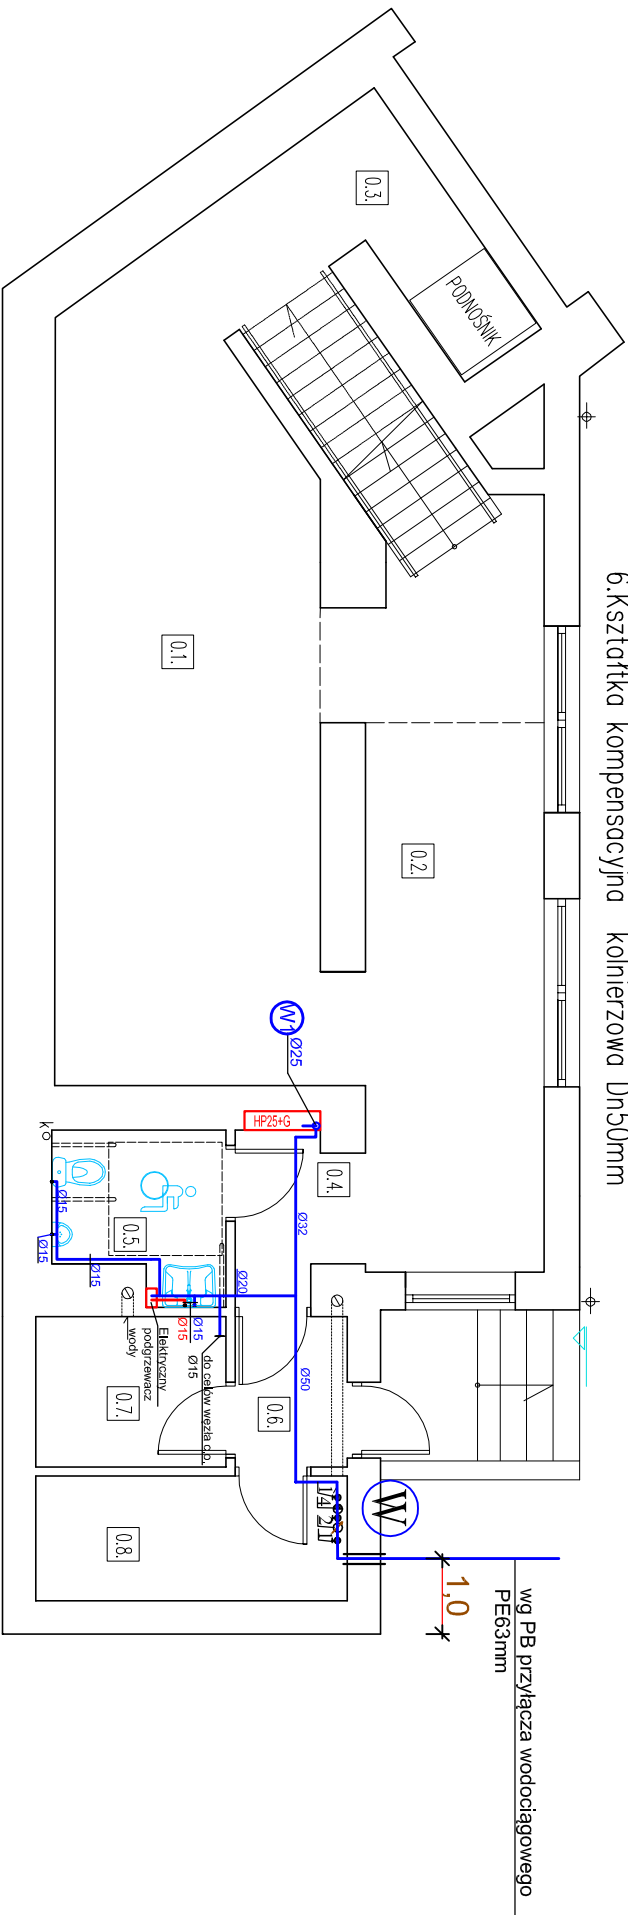 6.Kształtka kompensacyjna kolnierzowa Dn50mm
0.3.
PODNOŚNIK
0.1.
0.2.
W1
Ø25
HP25+G
0.4.
Ø32
k
Ø15
Ø15
Ø15
0.5.
Ø20
Ø15
Ø15
Ø15
Elektryczny
podgrzewacz
wody
do celów węzła c.o.
Ø50
0.6.
0.7.
0.8.
W
1,0
wg PB przyłącza wodociągowego
PE63mm